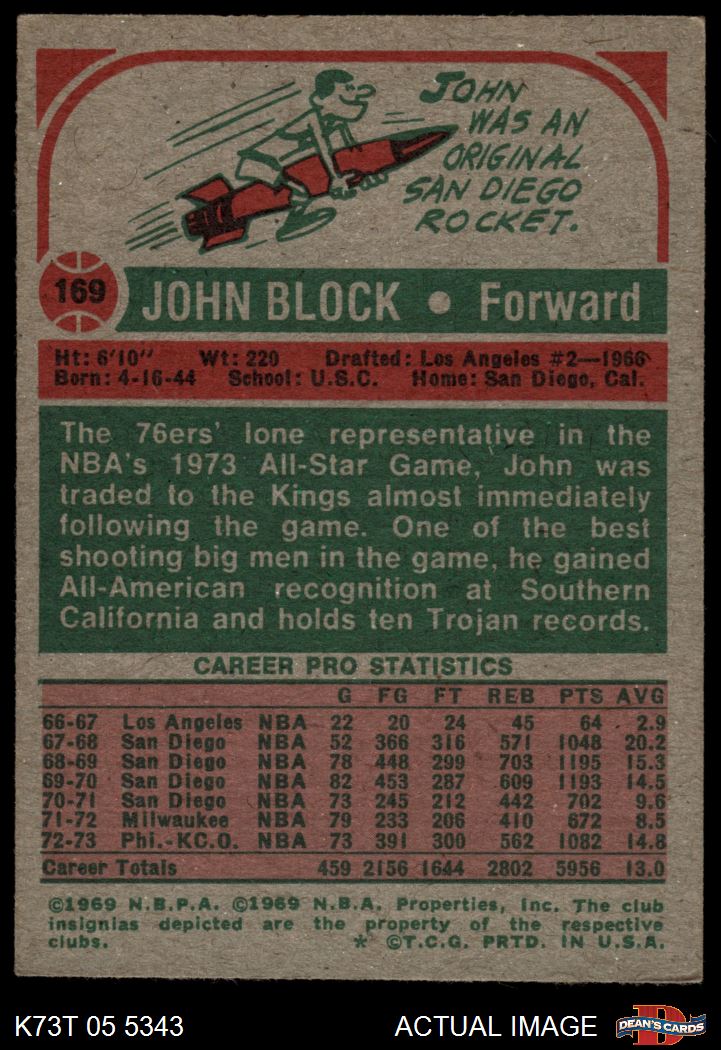 JOHN
WAS AN
ORIGINAL
SAN DIEGO
ROCKET.
169
JOHN BLOCK • Forward
Ht: 6'10" Wt: 220 Drafted: Los Angeles #2—1966
Born: 4-16-44 School: U.S.C. Home: San Diego, Cal.
The 76ers' lone representative in the
NBA's 1973 All-Star Game, John was
traded to the Kings almost immediately
following the game. One of the best
shooting big men in the game, he gained
All-American recognition at Southern
California and holds ten Trojan records.
CAREER PRO STATISTICS
G FG FT REB PTS AVG
66-67 Los Angeles NBA 22 20 24 45 64 2.9
67-68 San Diego NBA 52 366 316 571 1048 20.2
68-69 San Diego NBA 78 448 299 703 1195 15.3
69-70 San Diego NBA 82 453 287 609 1193 14.5
70-71 San Diego NBA 73 245 212 442 702 9.6
71-72 Milwaukee NBA 79 233 206 410 672 8.5
72-73 Phi.-KC.O. NBA 73 391 300 562 1082 14.8
Career Totals 459 2156 1644 2802 5956 13.0
©1969 N.B.P.A. ©1969 N.B.A. Properties, Inc. The club
insignias depicted are the property of the respective
clubs. * ©T.C.G. PRTD. IN U.S.A.
K73T 05 5343 ACTUAL IMAGE D DEAN'S CARDS